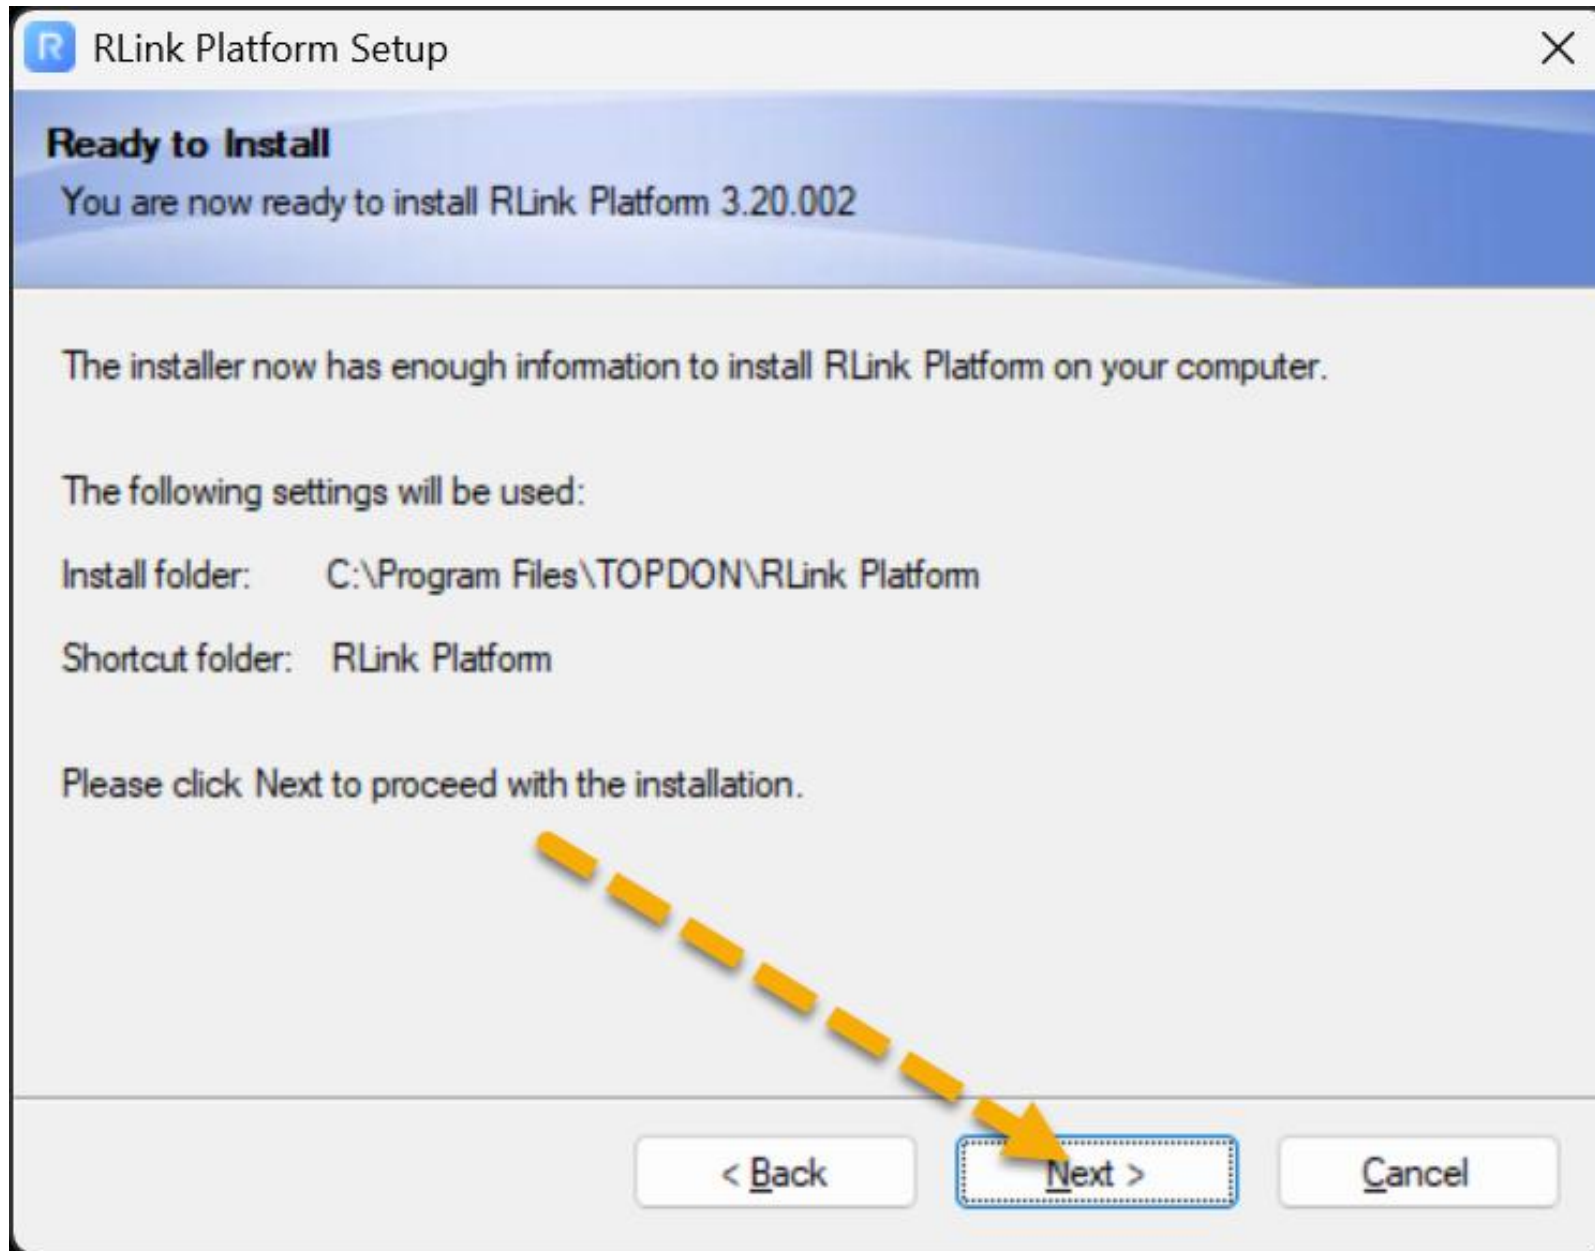 R RLink Platform Setup
Ready to Install
You are now ready to install RLink Platform 3.20.002
The installer now has enough information to install RLink Platform on your computer.
The following settings will be used:
Install folder: C:\Program Files\TOPDON\RLink Platform
Shortcut folder: RLink Platform
Please click Next to proceed with the installation.
< Back Next > Cancel